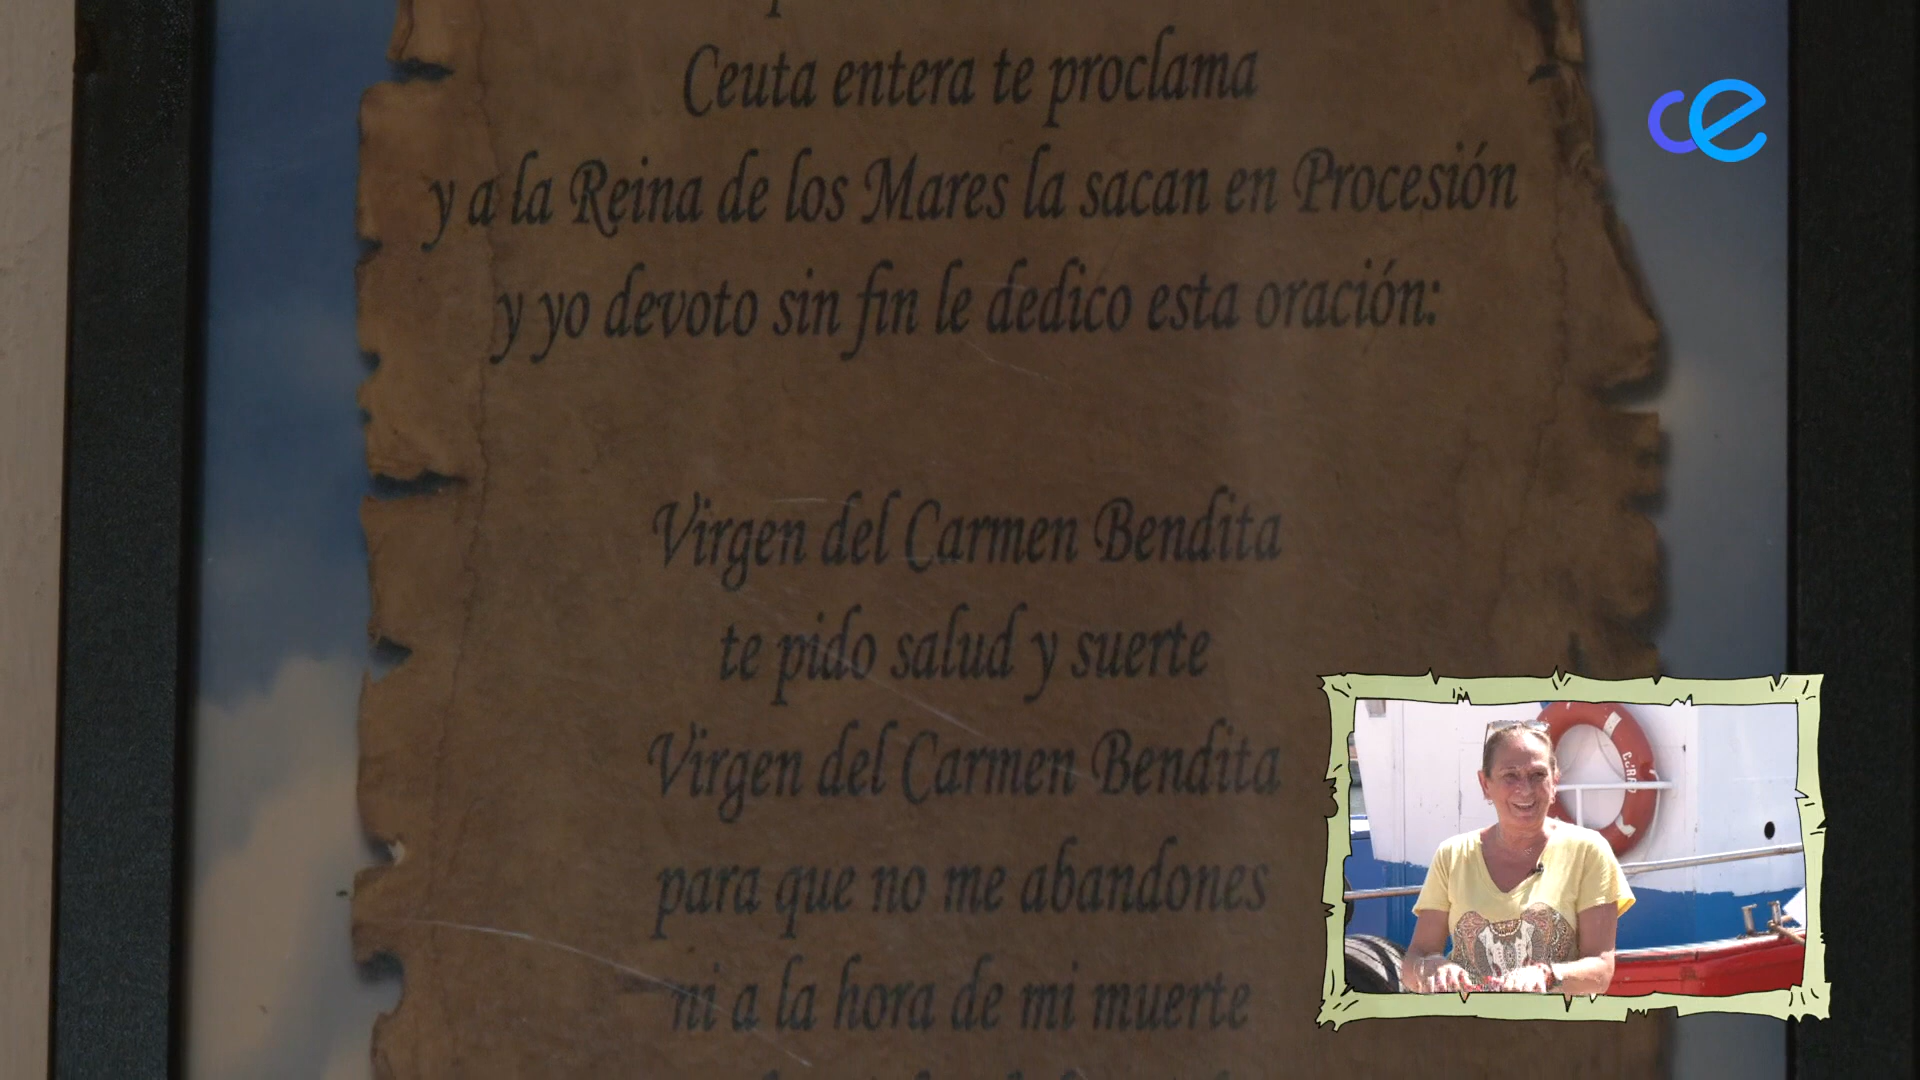 Ceuta entera te proclama
y a la Reina de los Mares la sacan en Procesión
y yo devoto sin fin le dedico esta oración:
Virgen del Carmen Bendita
te pido salud y suerte
Virgen del Carmen Bendita
para que no me abandones
ni a la hora de mi muerte
ce